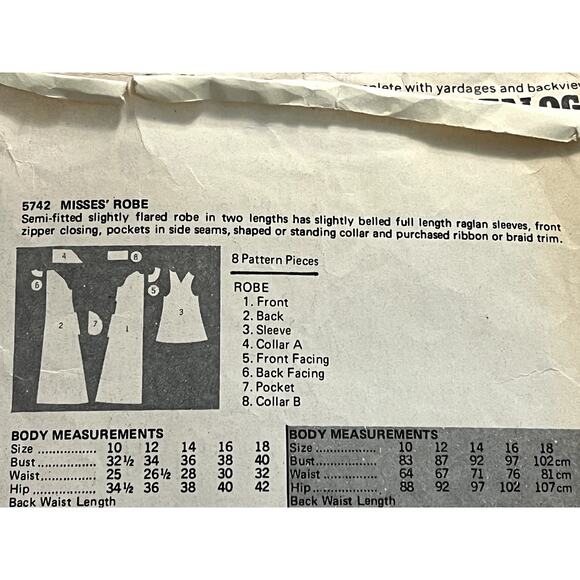 with yardages and backview
5742 MISSES' ROBE
Semi-fitted slightly flared robe in two lengths has slightly belled full length raglan sleeves, front
zipper closing, pockets in side seams, shaped or standing collar and purchased ribbon or braid trim.
4 8
6 5
2 7 1 3
8 Pattern Pieces
ROBE
1. Front
2. Back
3. Sleeve
4. Collar A
5. Front Facing
6. Back Facing
7. Pocket
8. Collar B
BODY MEASUREMENTS
Size ................ 10 12 14 16 18
Bust ................ 32½ 34 36 38 40
Waist ............... 25 26½ 28 30 32
Hip ................. 34½ 36 38 40 42
Back Waist Length
BODY MEASUREMENTS
Size ................ 10 12 14 16 18
Bust ................ 83 87 92 97 102 cm
Waist ............... 64 67 71 76 81 cm
Hip ................. 88 92 97 102 107 cm
Back Waist Length